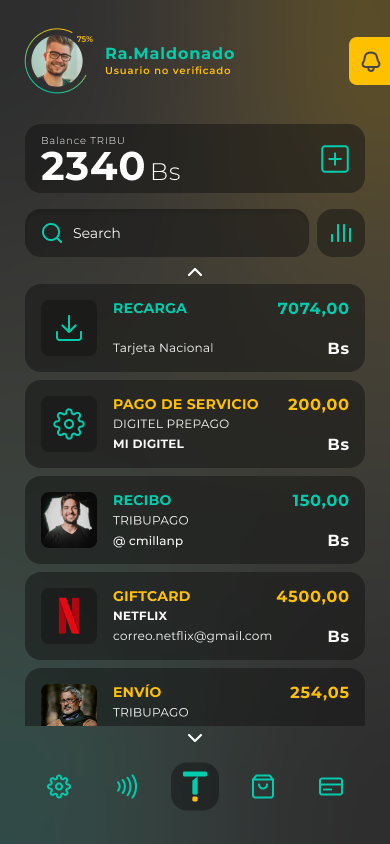 75%
Ra.Maldonado
Usuario no verificado
Balance TRIBU
2340 Bs
Search
RECARGA 7074,00
Tarjeta Nacional Bs
PAGO DE SERVICIO 200,00
DIGITEL PREPAGO
MI DIGITEL Bs
RECIBO 150,00
TRIBUPAGO
@ cmillanp Bs
GIFTCARD 4500,00
NETFLIX
correo.netflix@gmail.com Bs
ENVÍO 254,05
TRIBUPAGO